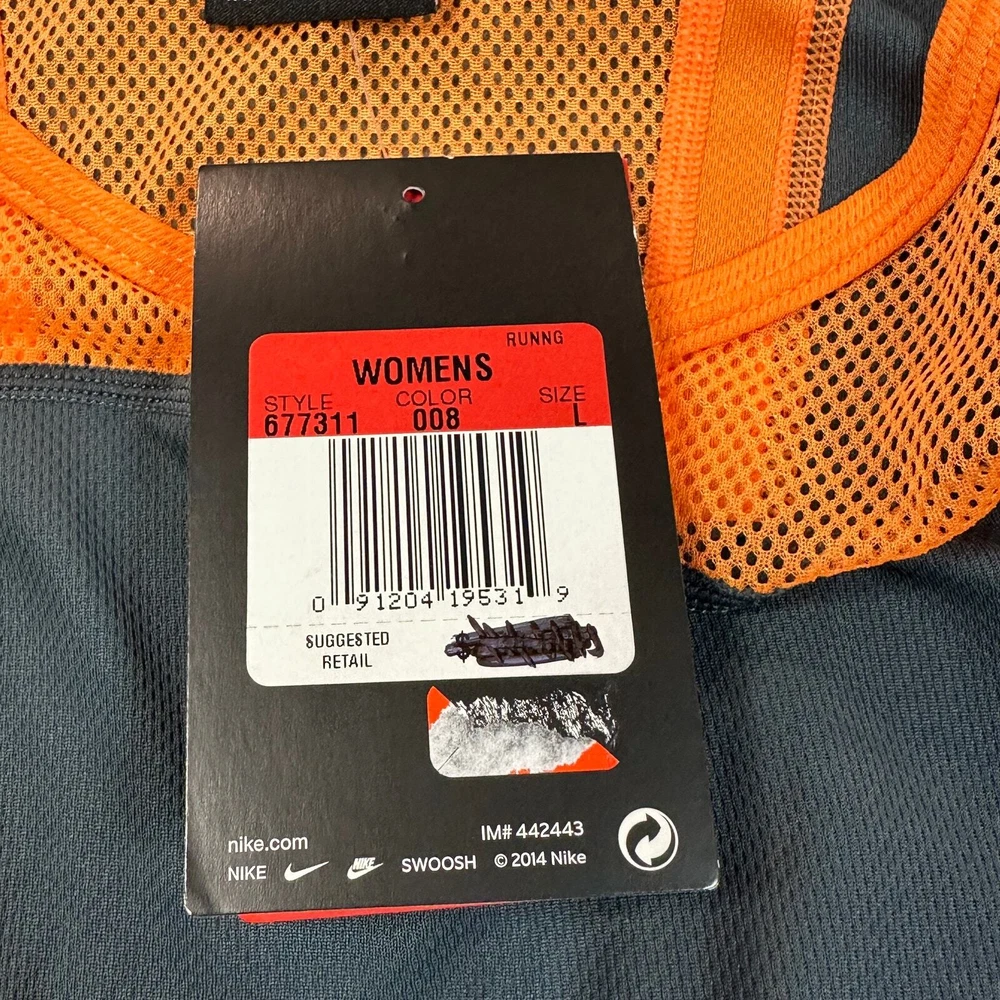 RUNNG
WOMENS
STYLE COLOR SIZE
677311 008 L
0 91204 19531 9
SUGGESTED
RETAIL
nike.com IM# 442443
NIKE NIKE SWOOSH © 2014 Nike